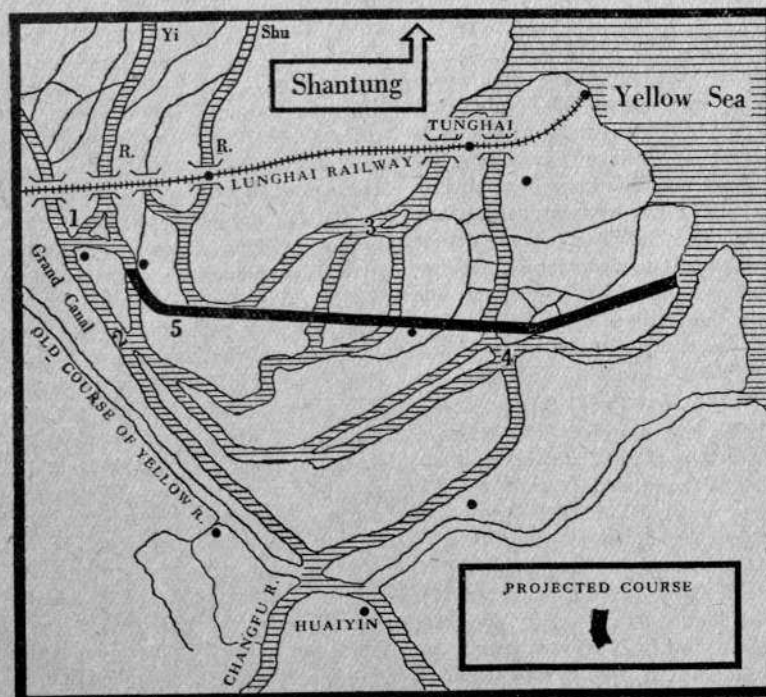 Yi
Shu
Shantung
Yellow Sea
TUNGHAI
R.
R.
LUNGHAI RAILWAY
1
3
Grand Canal
5
2
4
OLD COURSE OF YELLOW R.
PROJECTED COURSE
CHANGFU R.
HUAIYIN